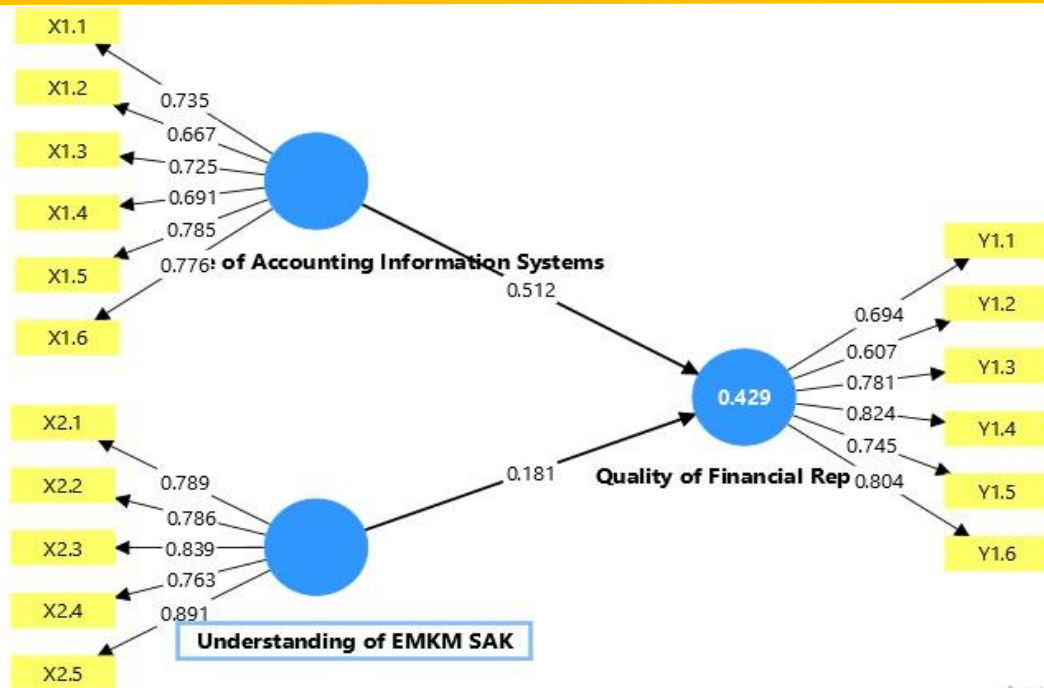 X1.1
X1.2
X1.3
X1.4
X1.5
X1.6
0.735
0.667
0.725
0.691
0.785
0.776
of Accounting Information Systems
0.512
X2.1
X2.2
X2.3
X2.4
X2.5
0.789
0.786
0.839
0.763
0.891
Understanding of EMKM SAK
0.181
0.429
Quality of Financial Rep
0.694
0.607
0.781
0.824
0.745
0.804
Y1.1
Y1.2
Y1.3
Y1.4
Y1.5
Y1.6